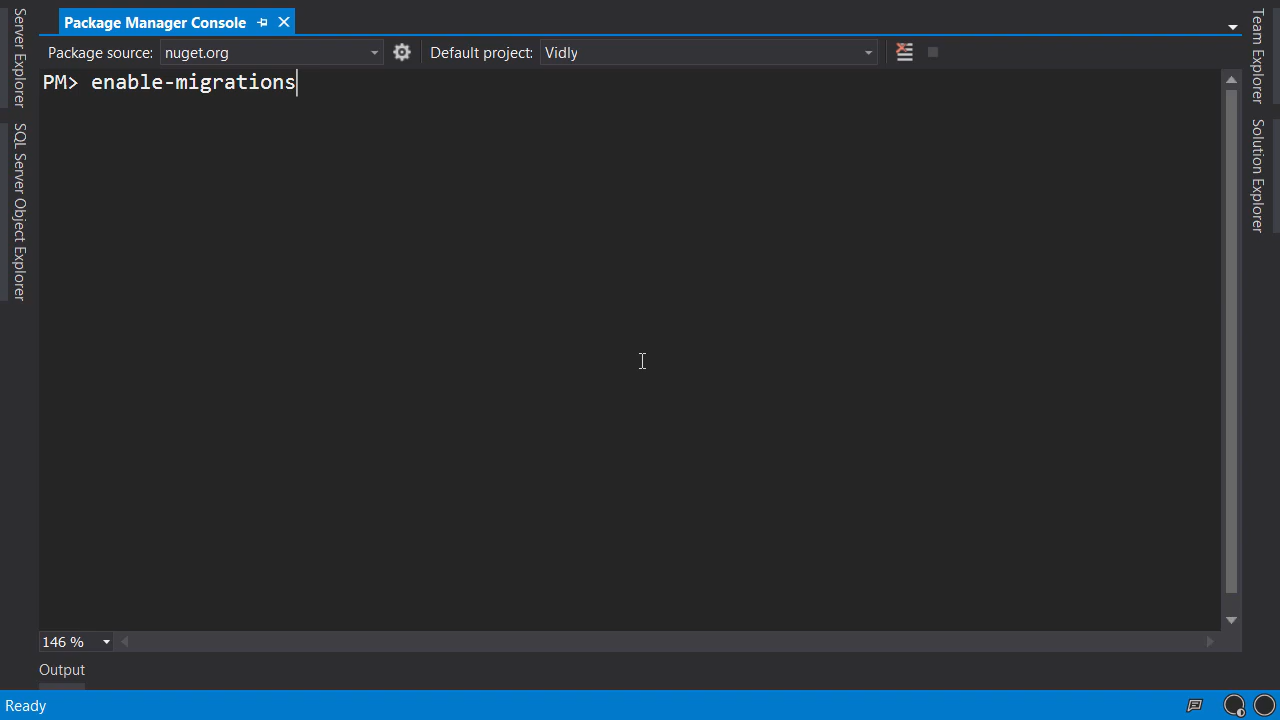 Package Manager Console
Package source: nuget.org
Default project: Vidly
PM> enable-migrations
Server Explorer
SQL Server Object Explorer
Team Explorer
Solution Explorer
146 %
Output
Ready